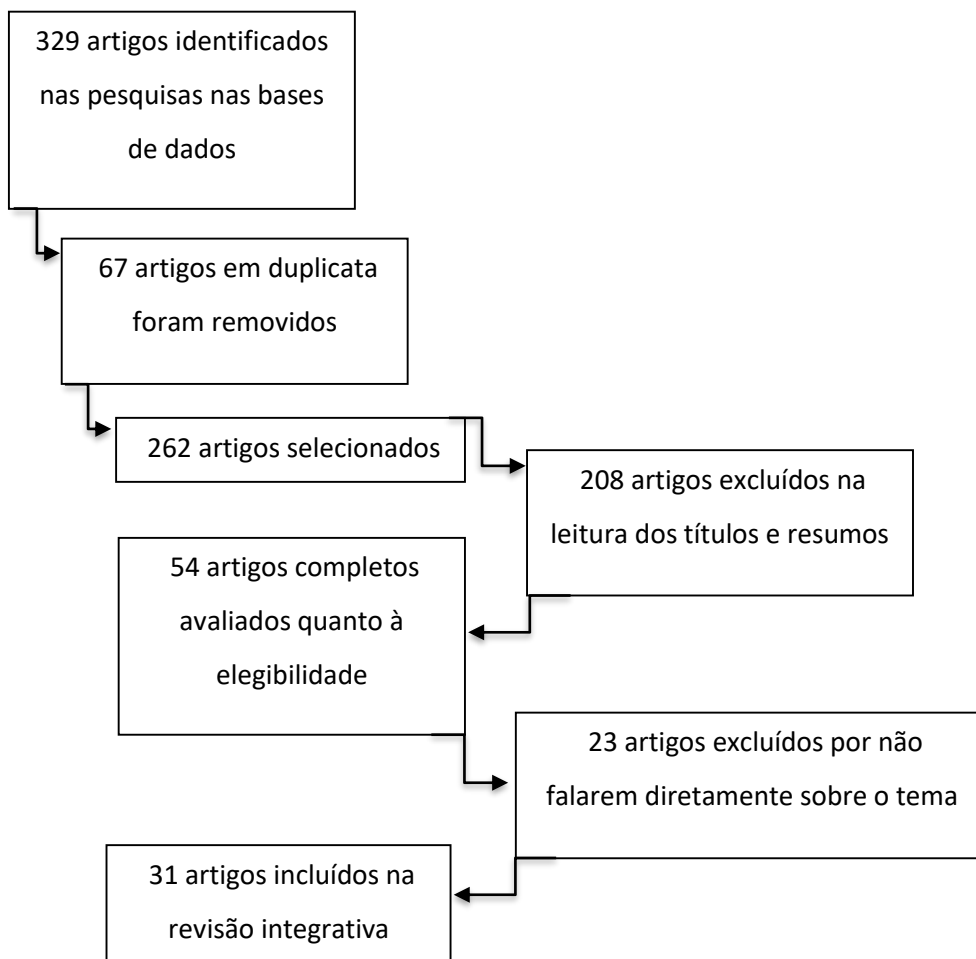 329 artigos identificados
nas pesquisas nas bases
de dados
67 artigos em duplicata
foram removidos
262 artigos selecionados
208 artigos excluídos na
leitura dos títulos e resumos
54 artigos completos
avaliados quanto à
elegibilidade
23 artigos excluídos por não
falarem diretamente sobre o tema
31 artigos incluídos na
revisão integrativa